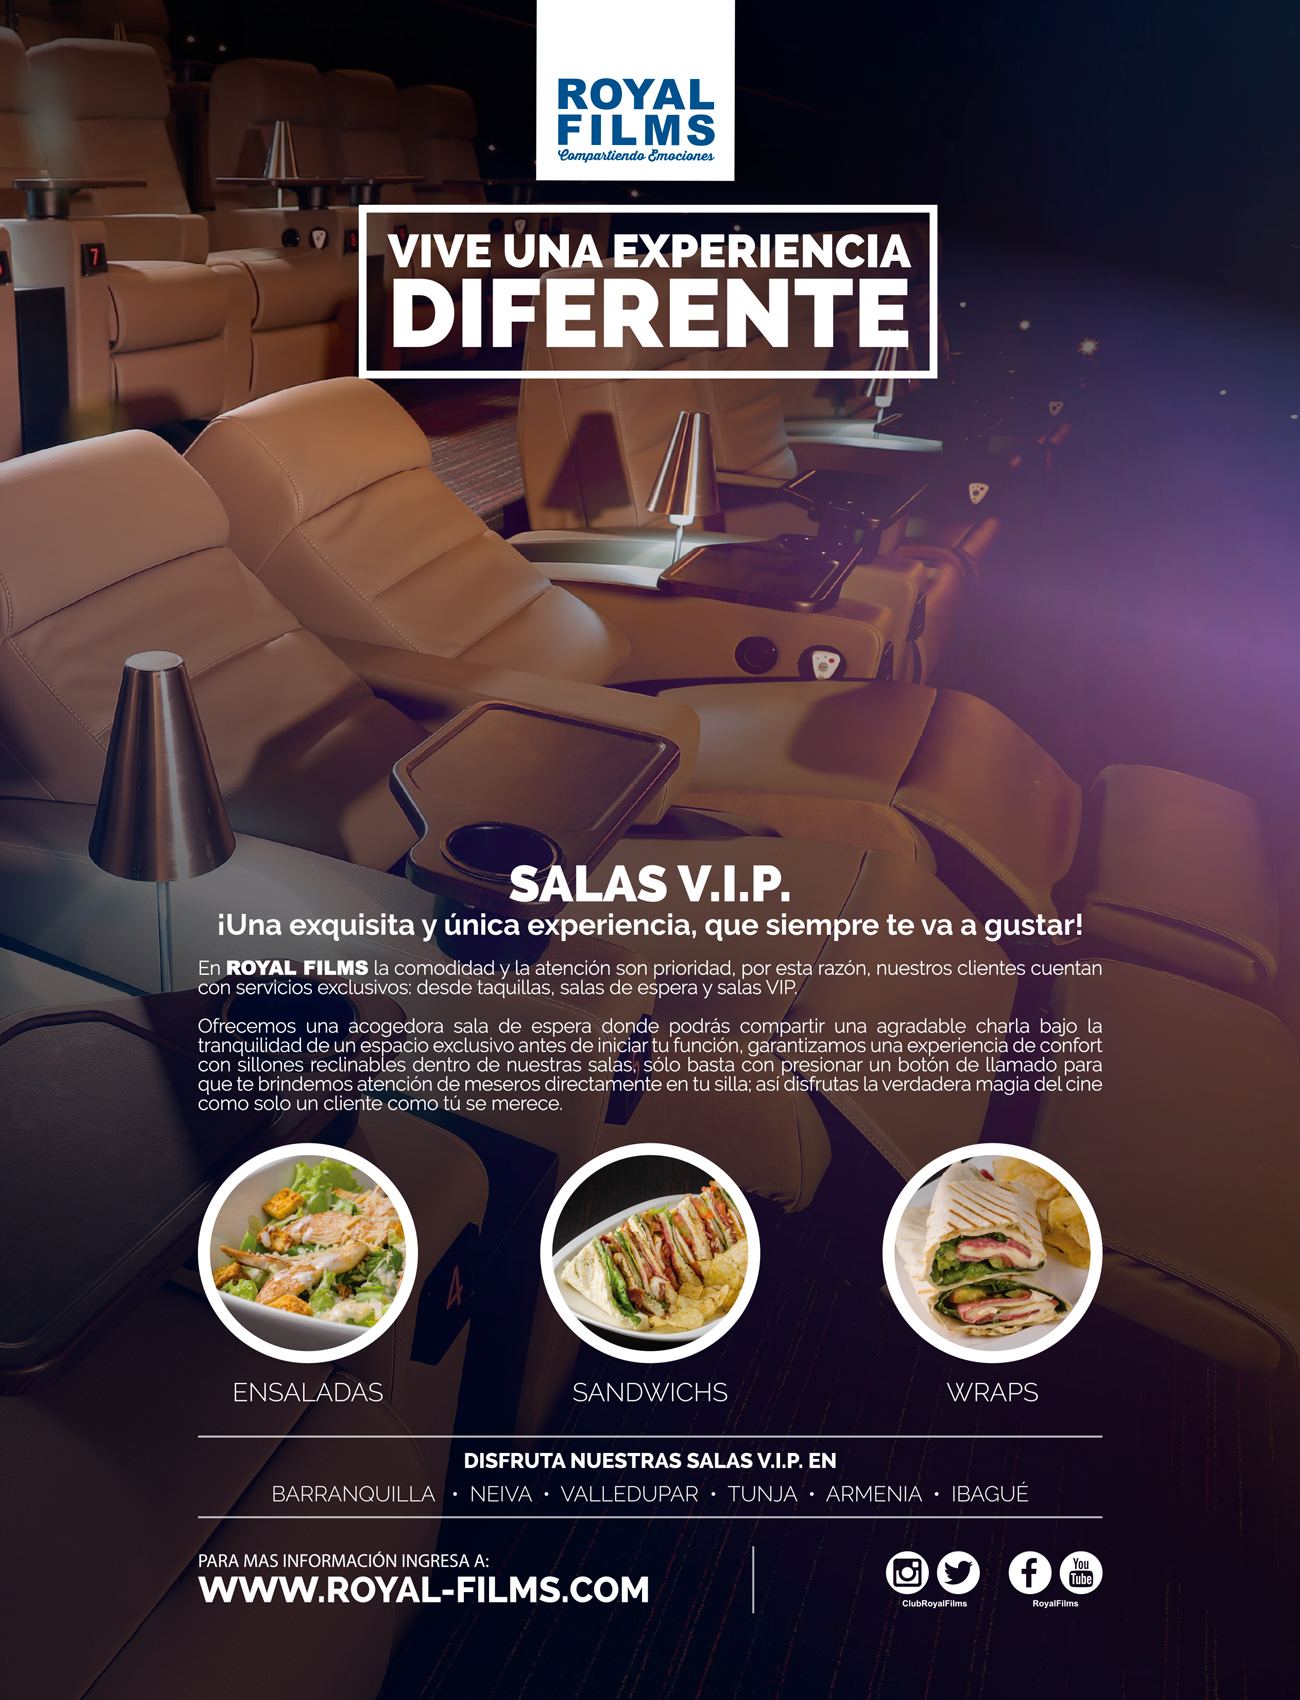 ROYAL
FILMS
Compartiendo Emociones
VIVE UNA EXPERIENCIA
DIFERENTE
7
SALAS V.I.P.
¡Una exquisita y única experiencia, que siempre te va a gustar!
En ROYAL FILMS la comodidad y la atención son prioridad, por esta razón, nuestros clientes cuentan
con servicios exclusivos: desde taquillas, salas de espera y salas VIP.
Ofrecemos una acogedora sala de espera donde podrás compartir una agradable charla bajo la
tranquilidad de un espacio exclusivo antes de iniciar tu función, garantizamos una experiencia de confort
con sillones reclinables dentro de nuestras salas, sólo basta con presionar un botón de llamado para
que te brindemos atención de meseros directamente en tu silla; así disfrutas la verdadera magia del cine
como solo un cliente como tú se merece.
ENSALADAS SANDWICHS WRAPS
DISFRUTA NUESTRAS SALAS V.I.P. EN
BARRANQUILLA • NEIVA • VALLEDUPAR • TUNJA • ARMENIA • IBAGUÉ
PARA MAS INFORMACIÓN INGRESA A:
WWW.ROYAL-FILMS.COM
You
Tube
ClubRoyalFilms RoyalFilms